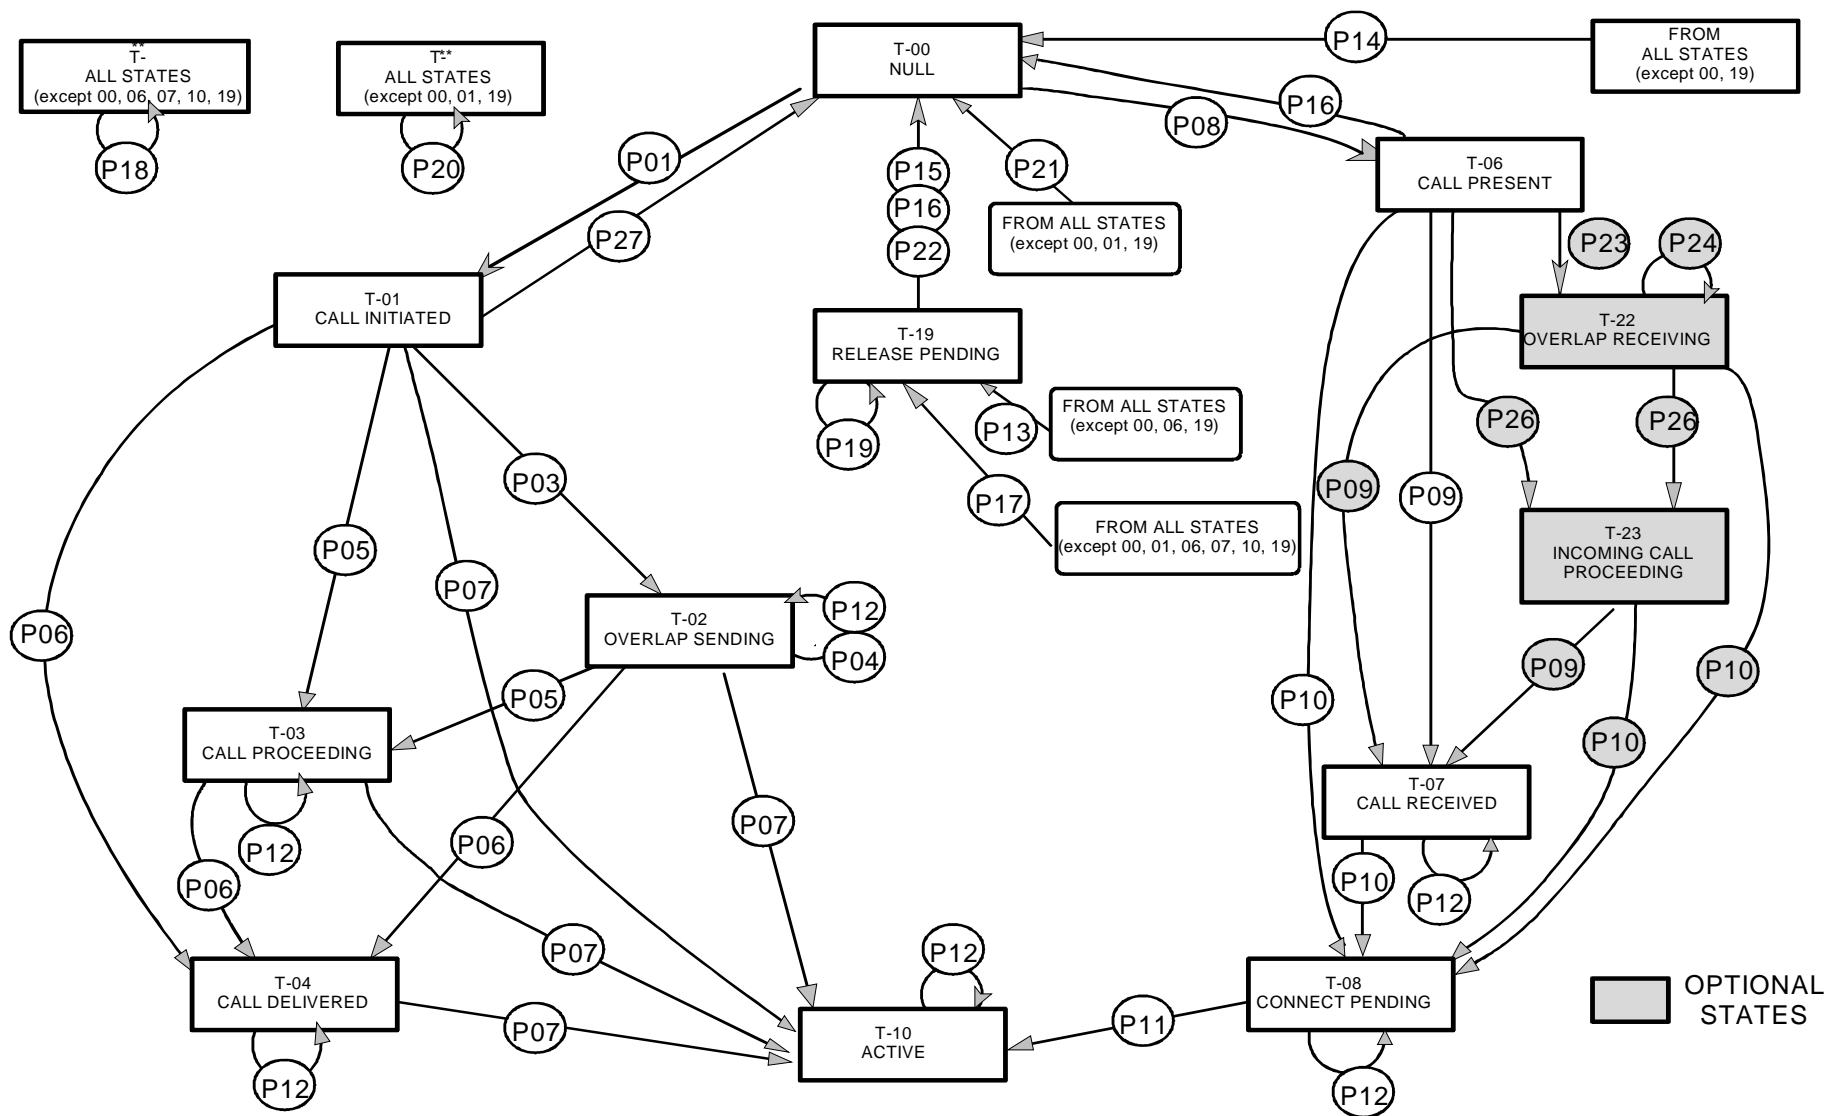 **
T-
ALL STATES
(except 00, 06, 07, 10, 19)
P18
T-**
ALL STATES
(except 00, 01, 19)
P20
T-00
NULL
P14
FROM
ALL STATES
(except 00, 19)
P16
P08
P01
P27
P15
P16
P22
P21
FROM ALL STATES
(except 00, 01, 19)
T-06
CALL PRESENT
P23
P24
T-01
CALL INITIATED
T-19
RELEASE PENDING
T-22
OVERLAP RECEIVING
P19
P13
FROM ALL STATES
(except 00, 06, 19)
P17
FROM ALL STATES
(except 00, 01, 06, 07, 10, 19)
P26
P26
P03
P05
P07
P06
P09
P09
T-23
INCOMING CALL
PROCEEDING
T-02
OVERLAP SENDING
P12
P04
P05
P09
P10
P10
P10
T-03
CALL PROCEEDING
P12
P06
P06
P07
P07
T-07
CALL RECEIVED
P10
P12
T-04
CALL DELIVERED
P12
P07
P12
T-10
ACTIVE
P11
T-08
CONNECT PENDING
P12
OPTIONAL
STATES